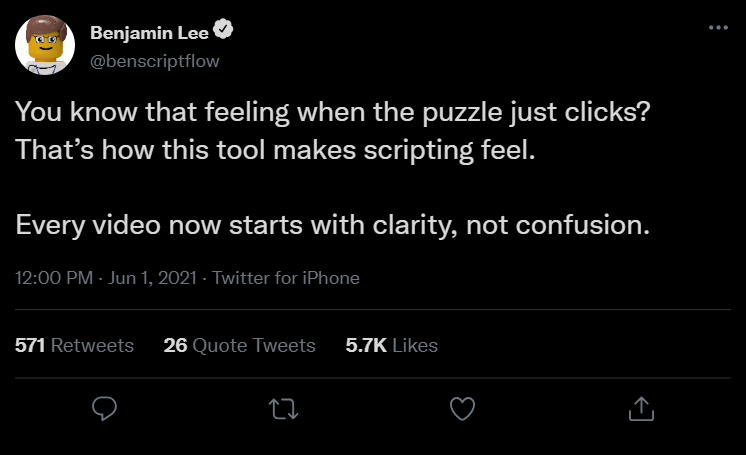 Benjamin Lee
@benscriptflow
You know that feeling when the puzzle just clicks?
That’s how this tool makes scripting feel.
Every video now starts with clarity, not confusion.
12:00 PM · Jun 1, 2021 · Twitter for iPhone
571 Retweets 26 Quote Tweets 5.7K Likes